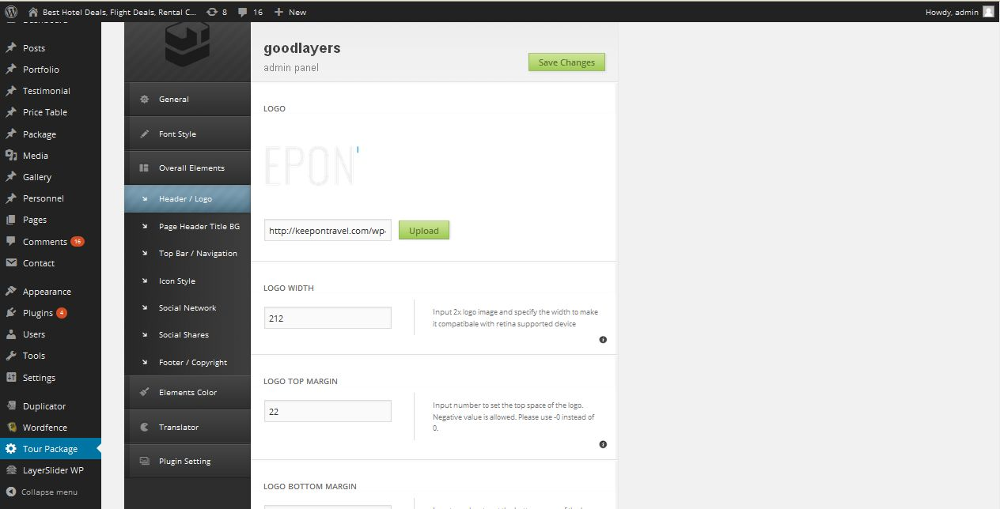 Best Hotel Deals, Flight Deals, Rental C... 8 16 New Howdy, admin
Dashboard
Posts
Portfolio
Testimonial
Price Table
Package
Media
Gallery
Personnel
Pages
Comments 16
Contact
Appearance
Plugins 4
Users
Tools
Settings
Duplicator
Wordfence
Tour Package
LayerSlider WP
Collapse menu
General
Font Style
Overall Elements
Header / Logo
Page Header Title BG
Top Bar / Navigation
Icon Style
Social Network
Social Shares
Footer / Copyright
Elements Color
Translator
Plugin Setting
goodlayers
admin panel
Save Changes
LOGO
EPON
http://keepontravel.com/wp- Upload
LOGO WIDTH
212
Input 2x logo image and specify the width to make
it compatibale with retina supported device
LOGO TOP MARGIN
22
Input number to set the top space of the logo.
Negative value is allowed. Please use -0 instead of
0.
LOGO BOTTOM MARGIN